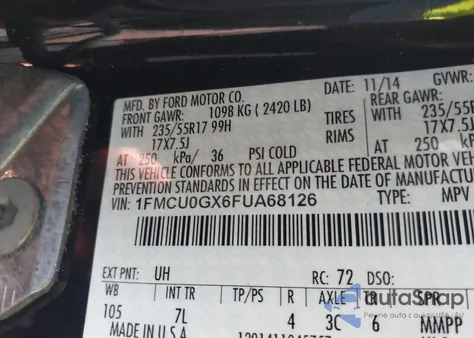 MFD. BY FORD MOTOR CO.
DATE: 11/14 GVWR:
FRONT GAWR: 1098 KG ( 2420 LB) REAR GAWR:
WITH 235/55R17 99H TIRES WITH 235/55R
17X7.5J RIMS 17X7.5J
AT 250 kPa/ 36 PSI COLD AT 250 kP
THIS VEHICLE CONFORMS TO ALL APPLICABLE FEDERAL MOTOR VEH
PREVENTION STANDARDS IN EFFECT ON THE DATE OF MANUFACTU
VIN: 1FMCU0GX6FUA68126 TYPE: MPV
EXT PNT: UH RC: 72 DSO:
WB INT TR TP/PS R AXLE TR SPR
105 7L 4 3C 6 MMPP
MADE IN U.S.A.
autoSnap